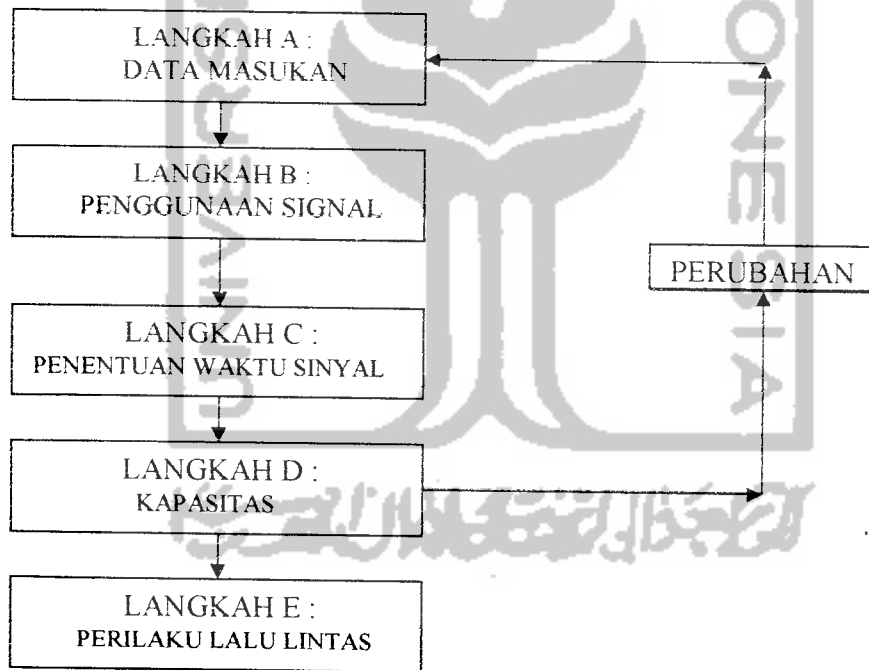 LANGKAH A :
DATA MASUKAN
LANGKAH B :
PENGGUNAAN SIGNAL
PERUBAHAN
LANGKAH C :
PENENTUAN WAKTU SINYAL
LANGKAH D :
KAPASITAS
LANGKAH E :
PERILAKU LALU LINTAS